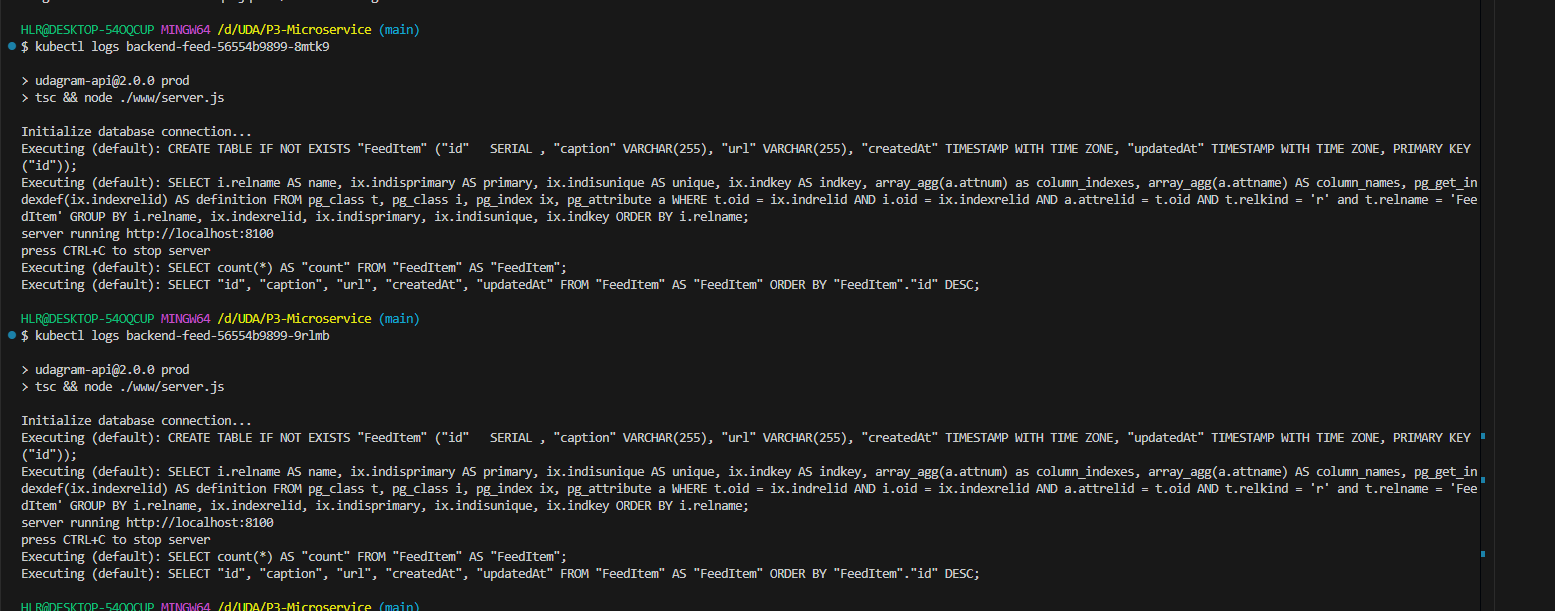 HLR@DESKTOP-54OQCUP MINGW64 /d/UDA/P3-Microservice (main)
$ kubectl logs backend-feed-56554b9899-8mtk9
> udagram-api@2.0.0 prod
> tsc && node ./www/server.js
Initialize database connection...
Executing (default): CREATE TABLE IF NOT EXISTS "FeedItem" ("id"   SERIAL , "caption" VARCHAR(255), "url" VARCHAR(255), "createdAt" TIMESTAMP WITH TIME ZONE, "updatedAt" TIMESTAMP WITH TIME ZONE, PRIMARY KEY
("id"));
Executing (default): SELECT i.relname AS name, ix.indisprimary AS primary, ix.indisunique AS unique, ix.indkey AS indkey, array_agg(a.attnum) as column_indexes, array_agg(a.attname) AS column_names, pg_get_in
dexdef(ix.indexrelid) AS definition FROM pg_class t, pg_class i, pg_index ix, pg_attribute a WHERE t.oid = ix.indrelid AND i.oid = ix.indexrelid AND a.attrelid = t.oid AND t.relkind = 'r' and t.relname = 'Fee
dItem' GROUP BY i.relname, ix.indexrelid, ix.indisprimary, ix.indisunique, ix.indkey ORDER BY i.relname;
server running http://localhost:8100
press CTRL+C to stop server
Executing (default): SELECT count(*) AS "count" FROM "FeedItem" AS "FeedItem";
Executing (default): SELECT "id", "caption", "url", "createdAt", "updatedAt" FROM "FeedItem" AS "FeedItem" ORDER BY "FeedItem"."id" DESC;
HLR@DESKTOP-54OQCUP MINGW64 /d/UDA/P3-Microservice (main)
$ kubectl logs backend-feed-56554b9899-9rlmb
> udagram-api@2.0.0 prod
> tsc && node ./www/server.js
Initialize database connection...
Executing (default): CREATE TABLE IF NOT EXISTS "FeedItem" ("id"   SERIAL , "caption" VARCHAR(255), "url" VARCHAR(255), "createdAt" TIMESTAMP WITH TIME ZONE, "updatedAt" TIMESTAMP WITH TIME ZONE, PRIMARY KEY
("id"));
Executing (default): SELECT i.relname AS name, ix.indisprimary AS primary, ix.indisunique AS unique, ix.indkey AS indkey, array_agg(a.attnum) as column_indexes, array_agg(a.attname) AS column_names, pg_get_in
dexdef(ix.indexrelid) AS definition FROM pg_class t, pg_class i, pg_index ix, pg_attribute a WHERE t.oid = ix.indrelid AND i.oid = ix.indexrelid AND a.attrelid = t.oid AND t.relkind = 'r' and t.relname = 'Fee
dItem' GROUP BY i.relname, ix.indexrelid, ix.indisprimary, ix.indisunique, ix.indkey ORDER BY i.relname;
server running http://localhost:8100
press CTRL+C to stop server
Executing (default): SELECT count(*) AS "count" FROM "FeedItem" AS "FeedItem";
Executing (default): SELECT "id", "caption", "url", "createdAt", "updatedAt" FROM "FeedItem" AS "FeedItem" ORDER BY "FeedItem"."id" DESC;
HLR@DESKTOP-54OQCUP MINGW64 /d/UDA/P3-Microservice (main)